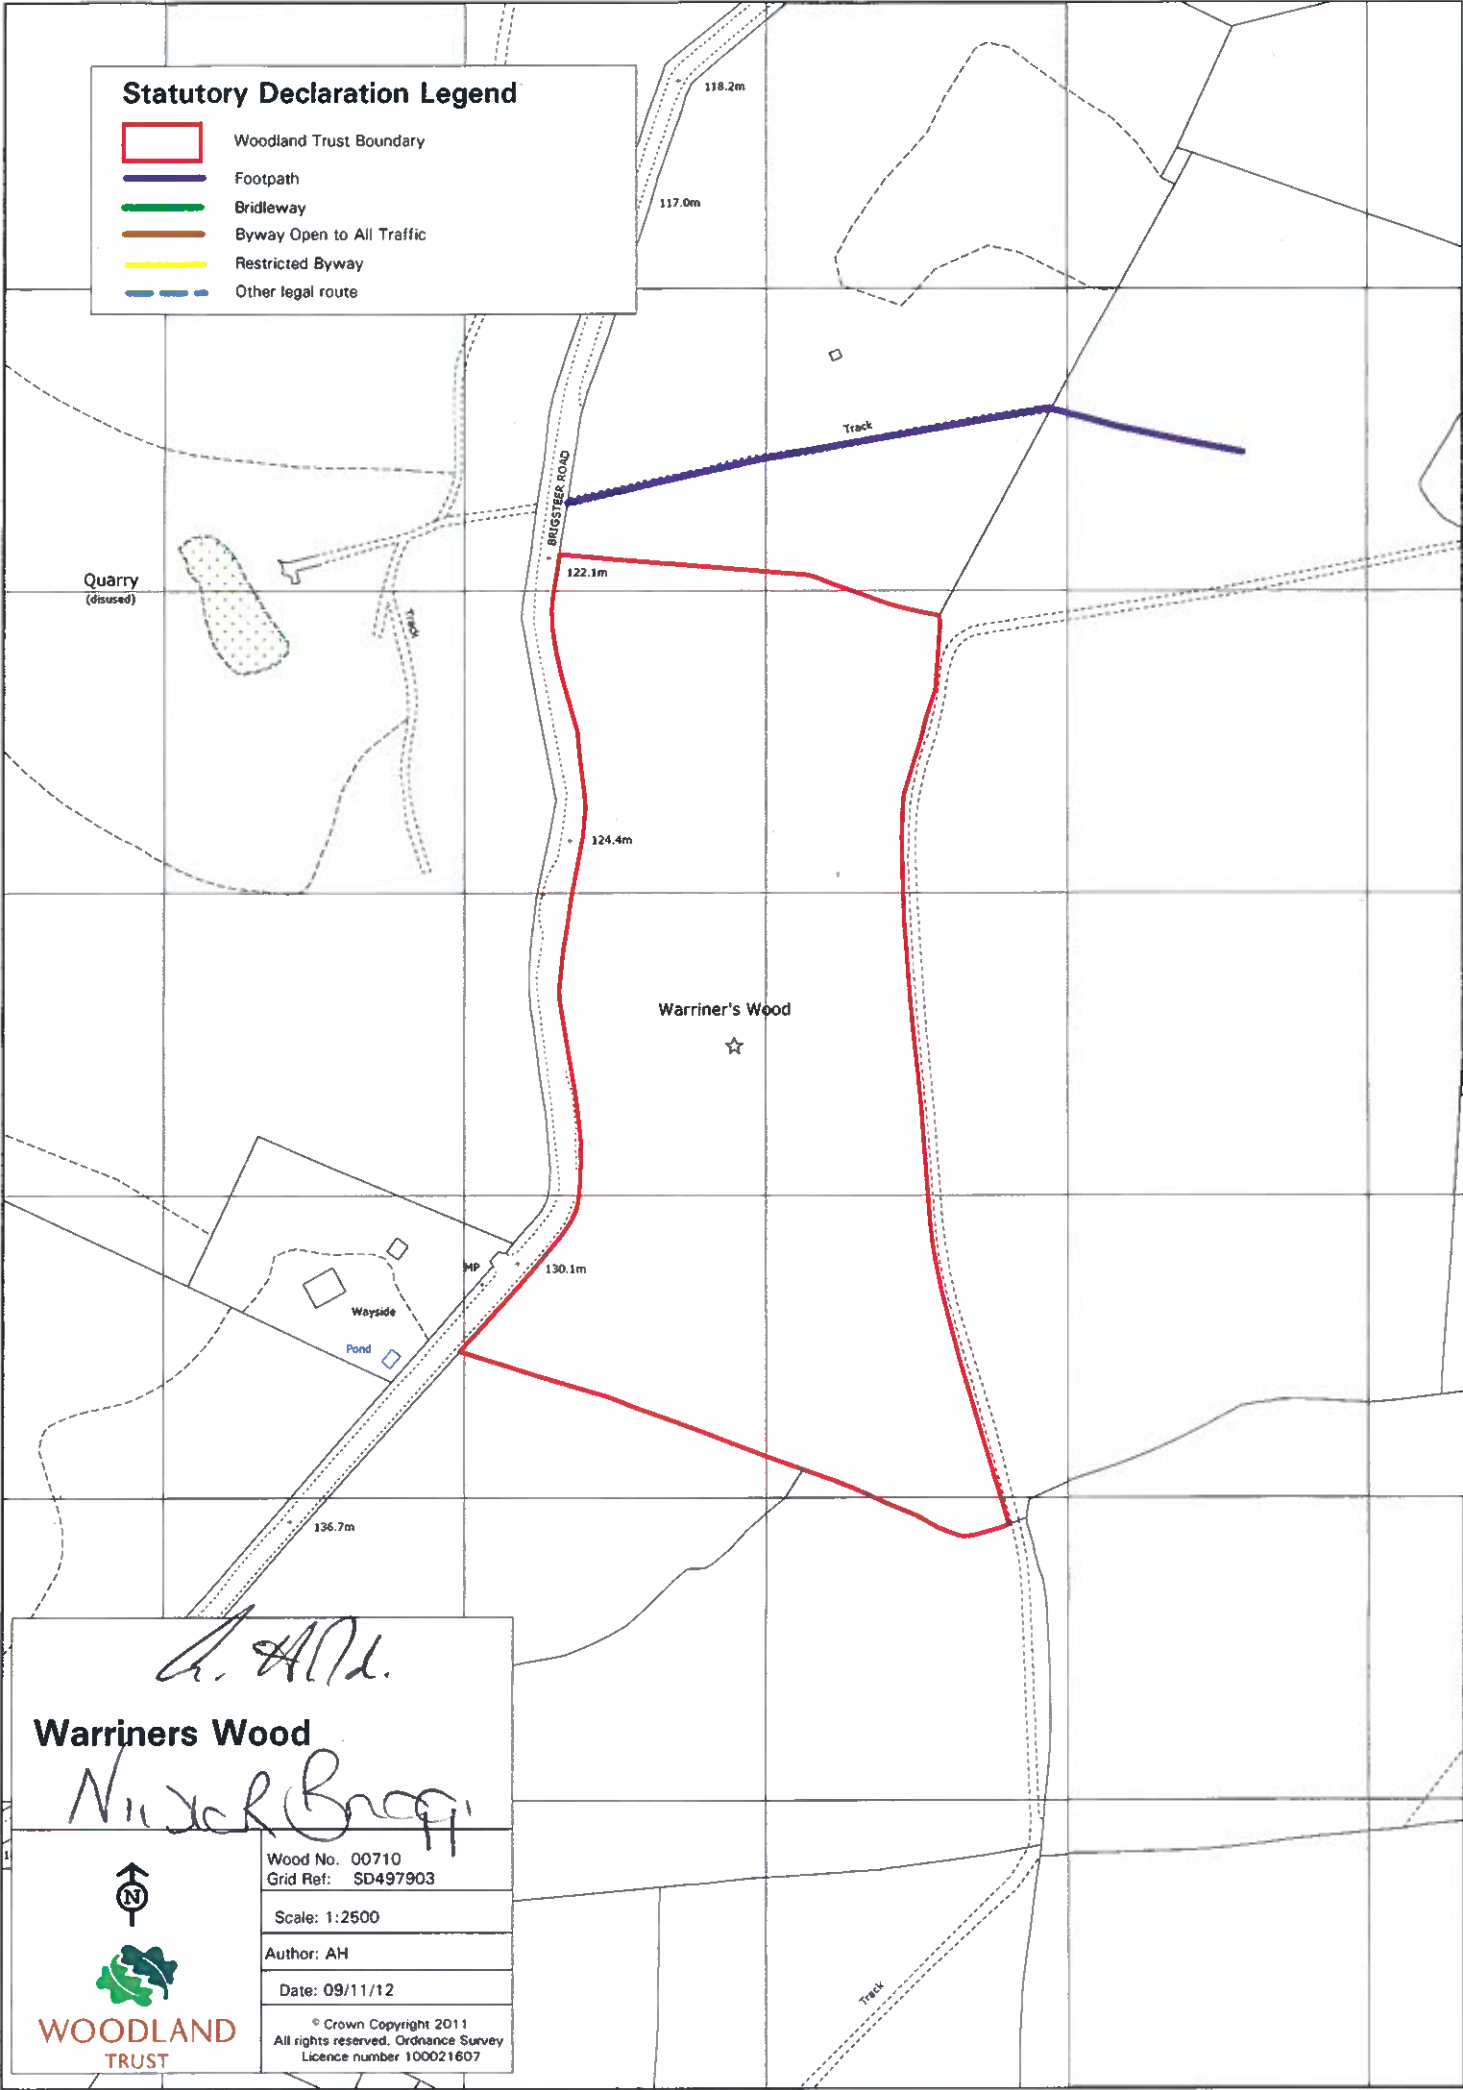 Statutory Declaration Legend
Woodland Trust Boundary
Footpath
Bridleway
Byway Open to All Traffic
Restricted Byway
Other legal route
118.2m
117.0m
Track
BRIGSTEER ROAD
122.1m
Quarry
(disused)
Track
124.4m
Warriner's Wood
MP
130.1m
Wayside
Pond
136.7m
Warriners Wood
Wood No. 00710
Grid Ref: SD497903
Scale: 1:2500
Author: AH
Date: 09/11/12
© Crown Copyright 2011
All rights reserved. Ordnance Survey
Licence number 100021607
N
WOODLAND
TRUST
Track